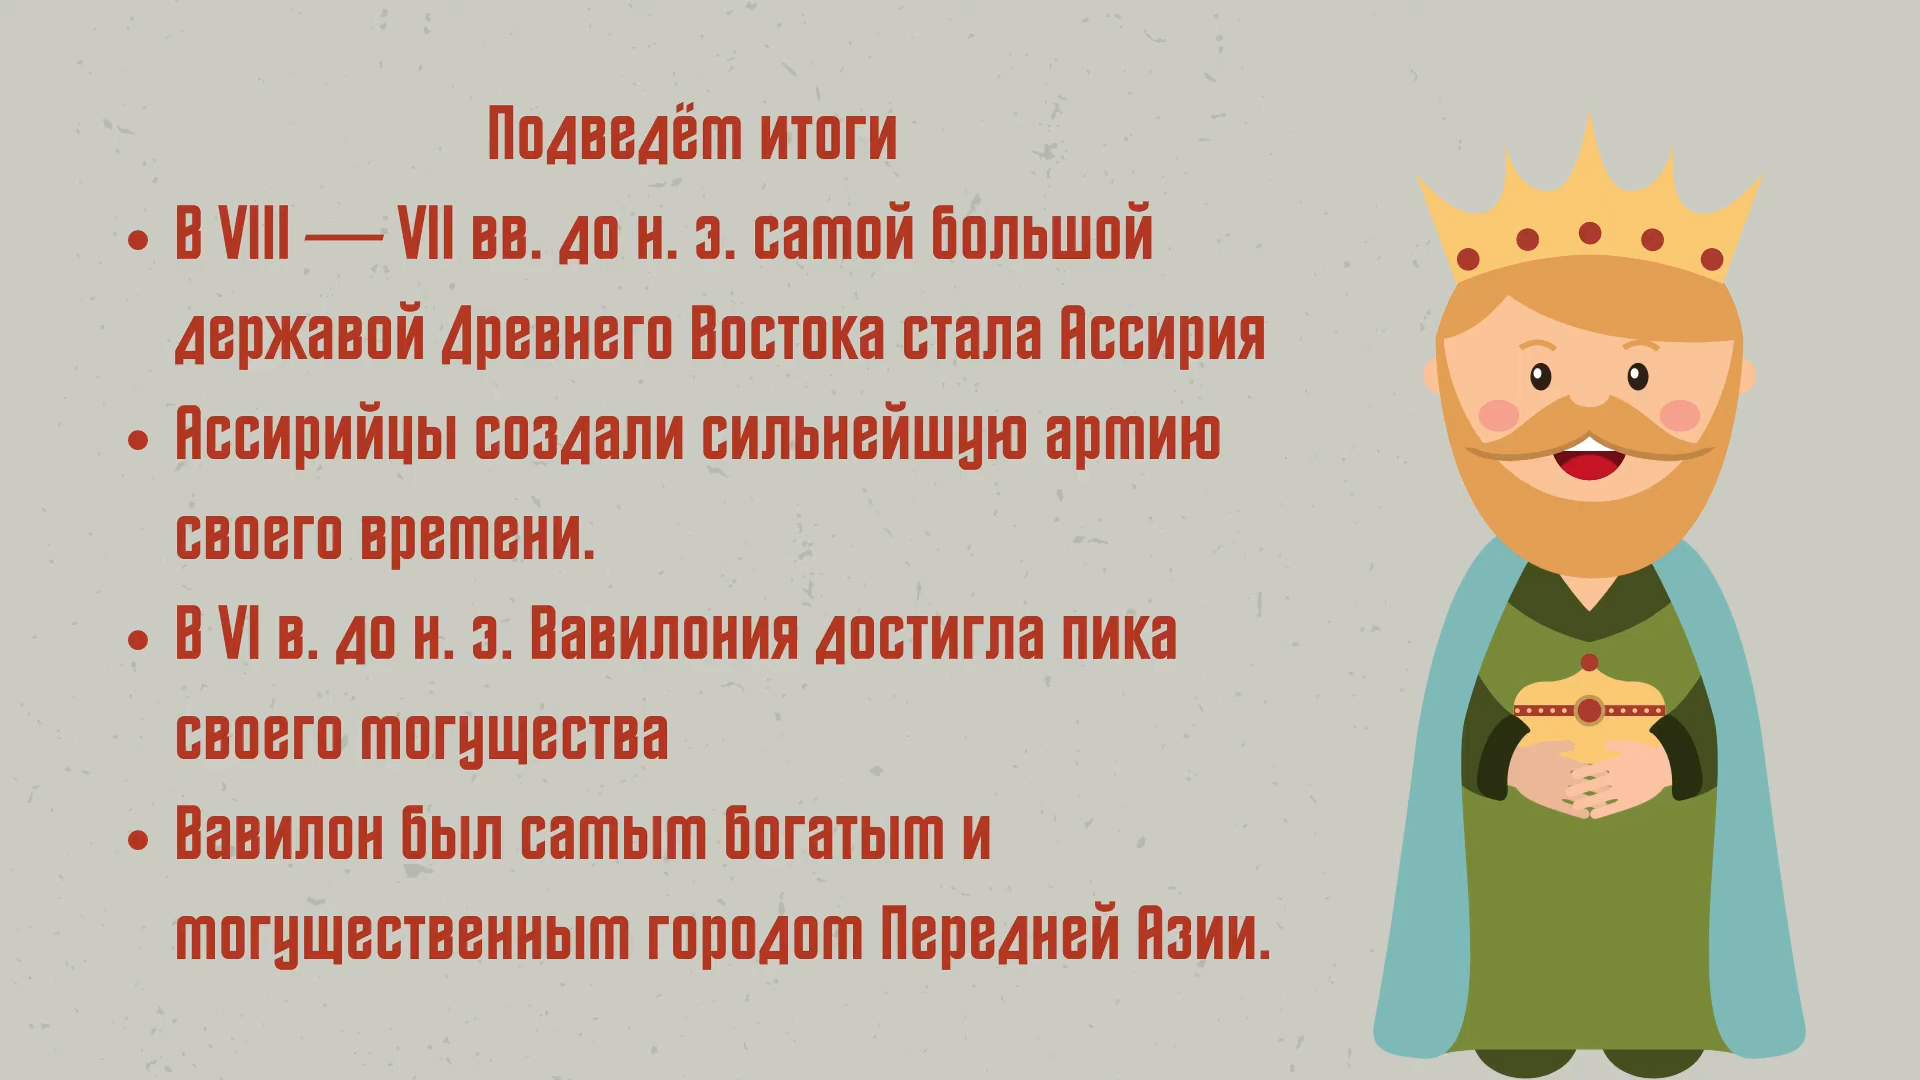 Подведём итоги
• В VIII — VII вв. до н. э. самой большой
державой Древнего Востока стала Ассирия
• Ассирийцы создали сильнейшую армию
своего времени.
• В VI в. до н. э. Вавилония достигла пика
своего могущества
• Вавилон был самым богатым и
могущественным городом Передней Азии.